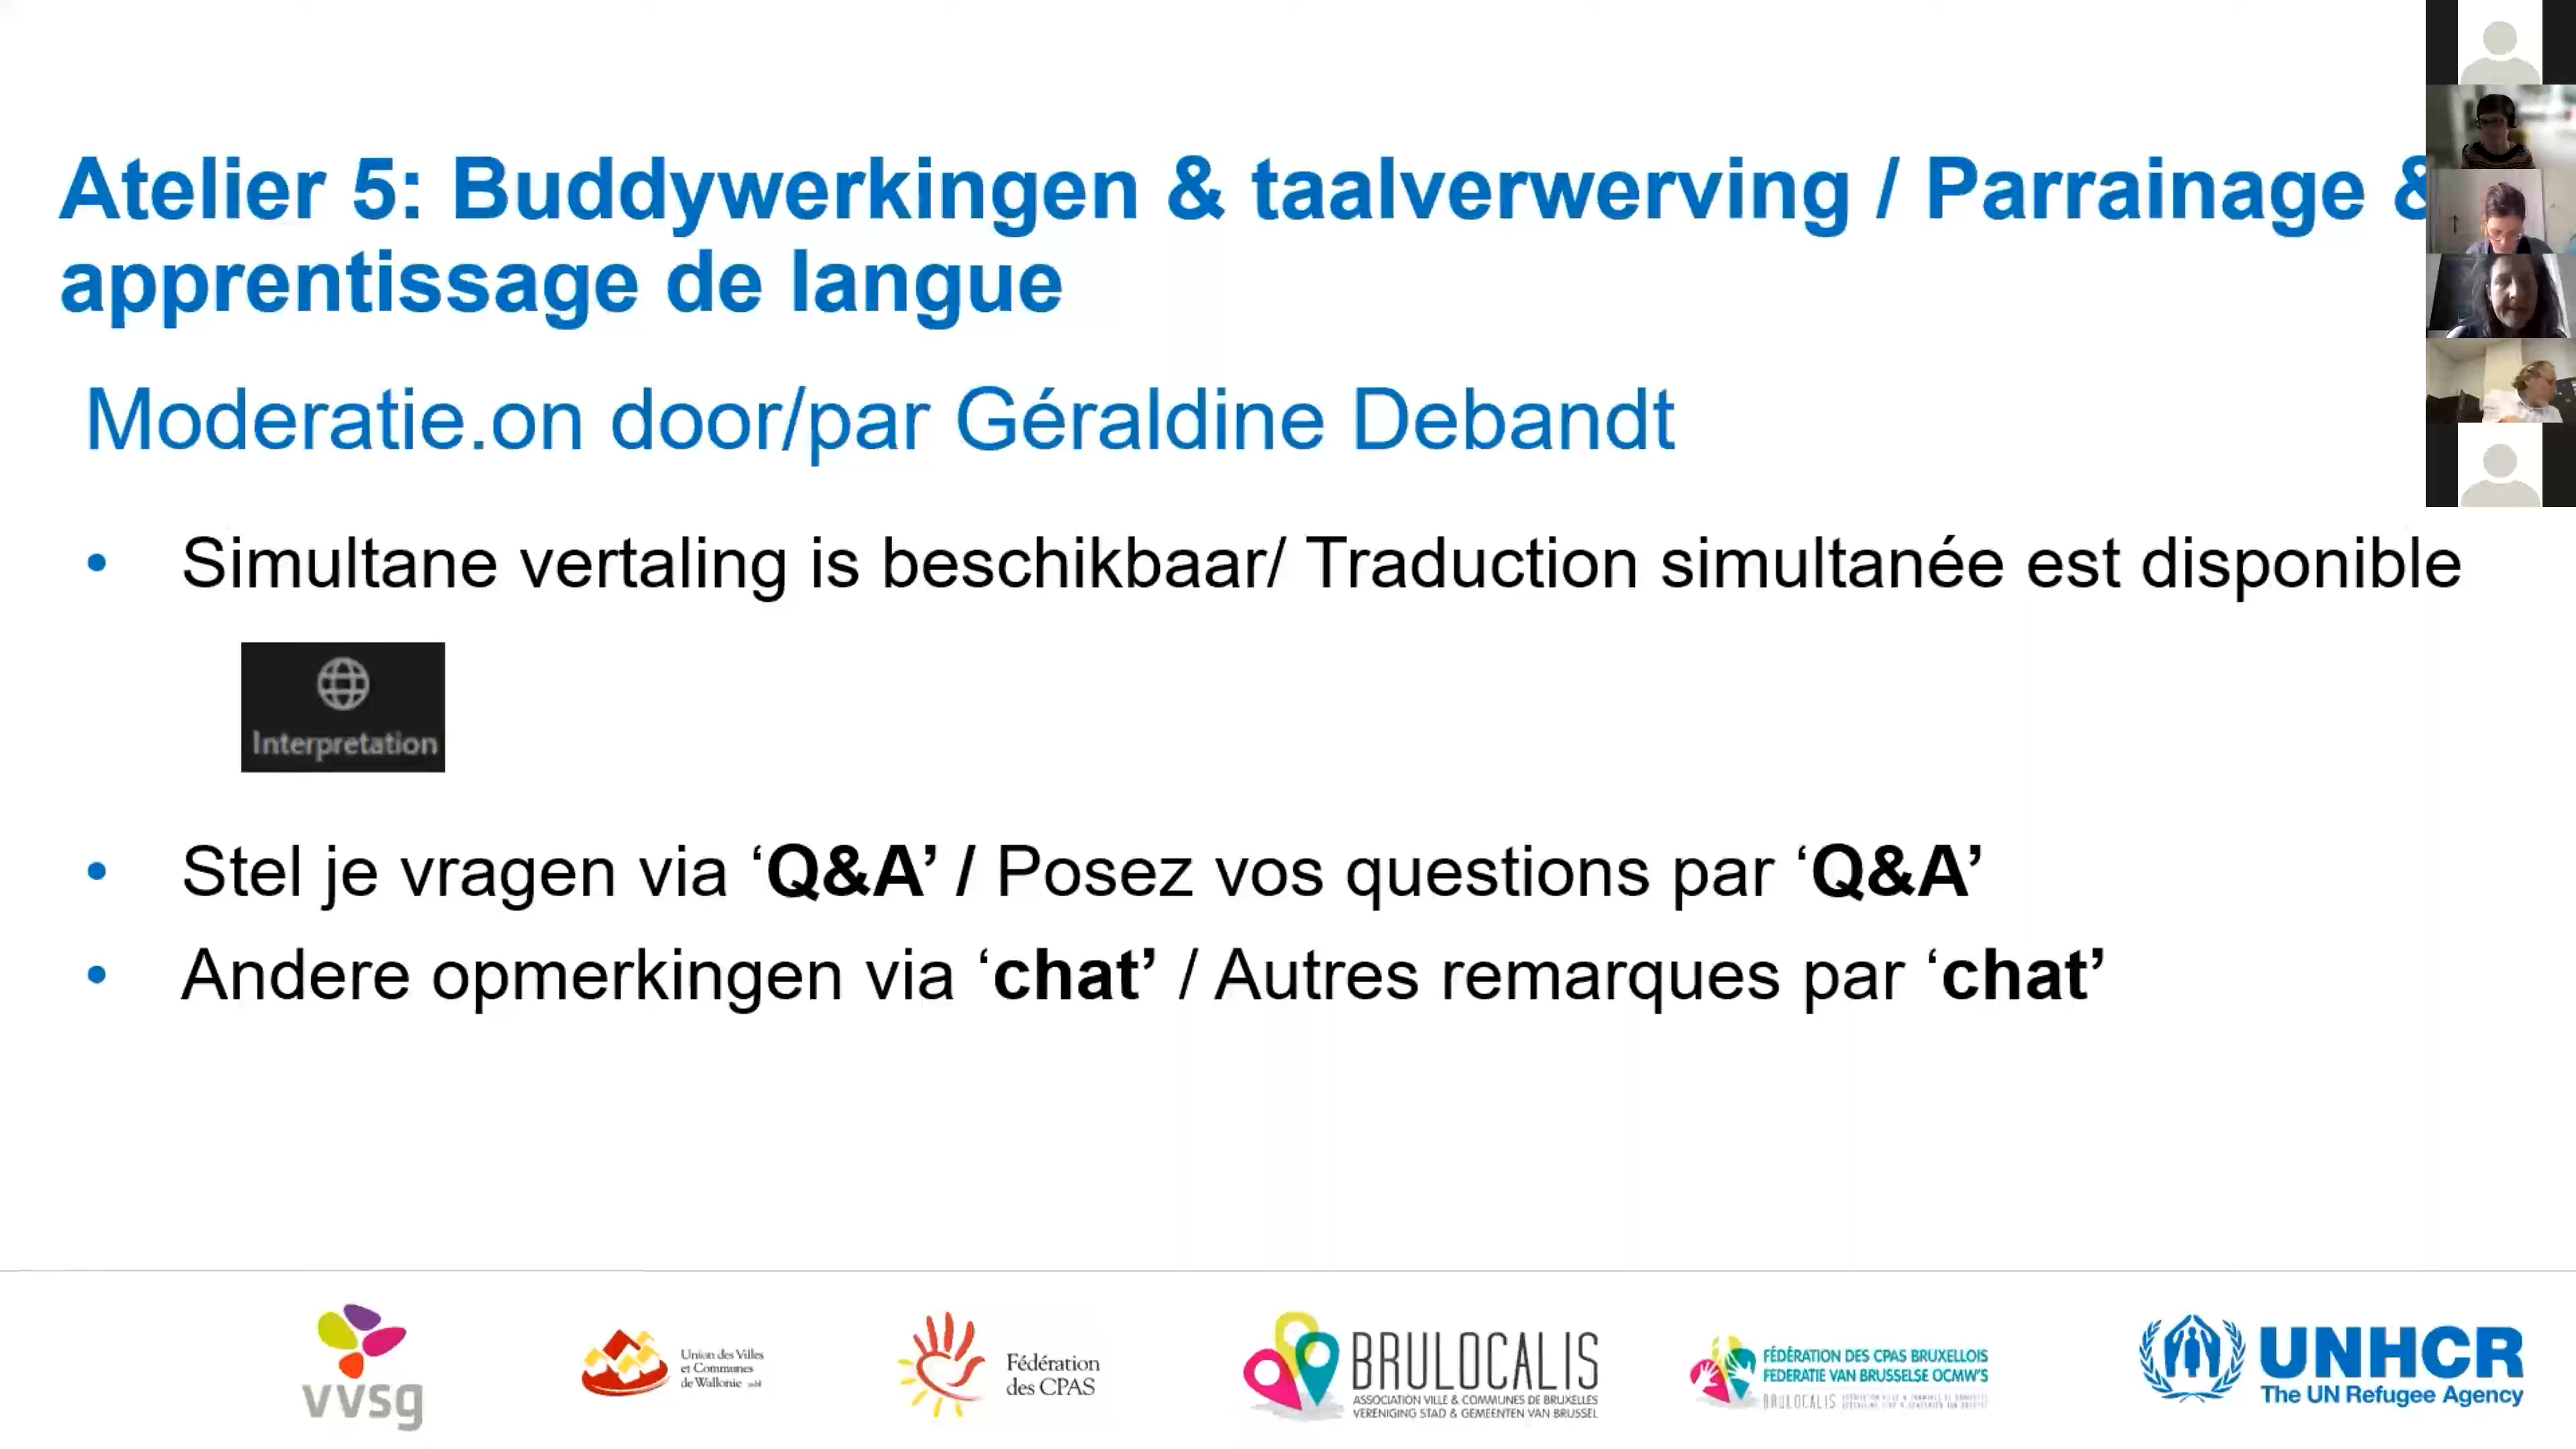 Atelier 5: Buddywerkingen & taalverwerving / Parrainage &
apprentissage de langue
Moderatie.on door/par Géraldine Debandt
• Simultane vertaling is beschikbaar/ Traduction simultanée est disponible
Interpretation
• Stel je vragen via ‘Q&A’ / Posez vos questions par ‘Q&A’
• Andere opmerkingen via ‘chat’ / Autres remarques par ‘chat’
vvsg
Union des Villes
et Communes
de Wallonie asbl
Fédération
des CPAS
BRULOCALIS
ASSOCIATION VILLE & COMMUNES DE BRUXELLES
VERENIGING STAD & GEMEENTEN VAN BRUSSEL
FÉDÉRATION DES CPAS BRUXELLOIS
FEDERATIE VAN BRUSSELSE OCMW'S
BRULOCALIS
UNHCR
The UN Refugee Agency